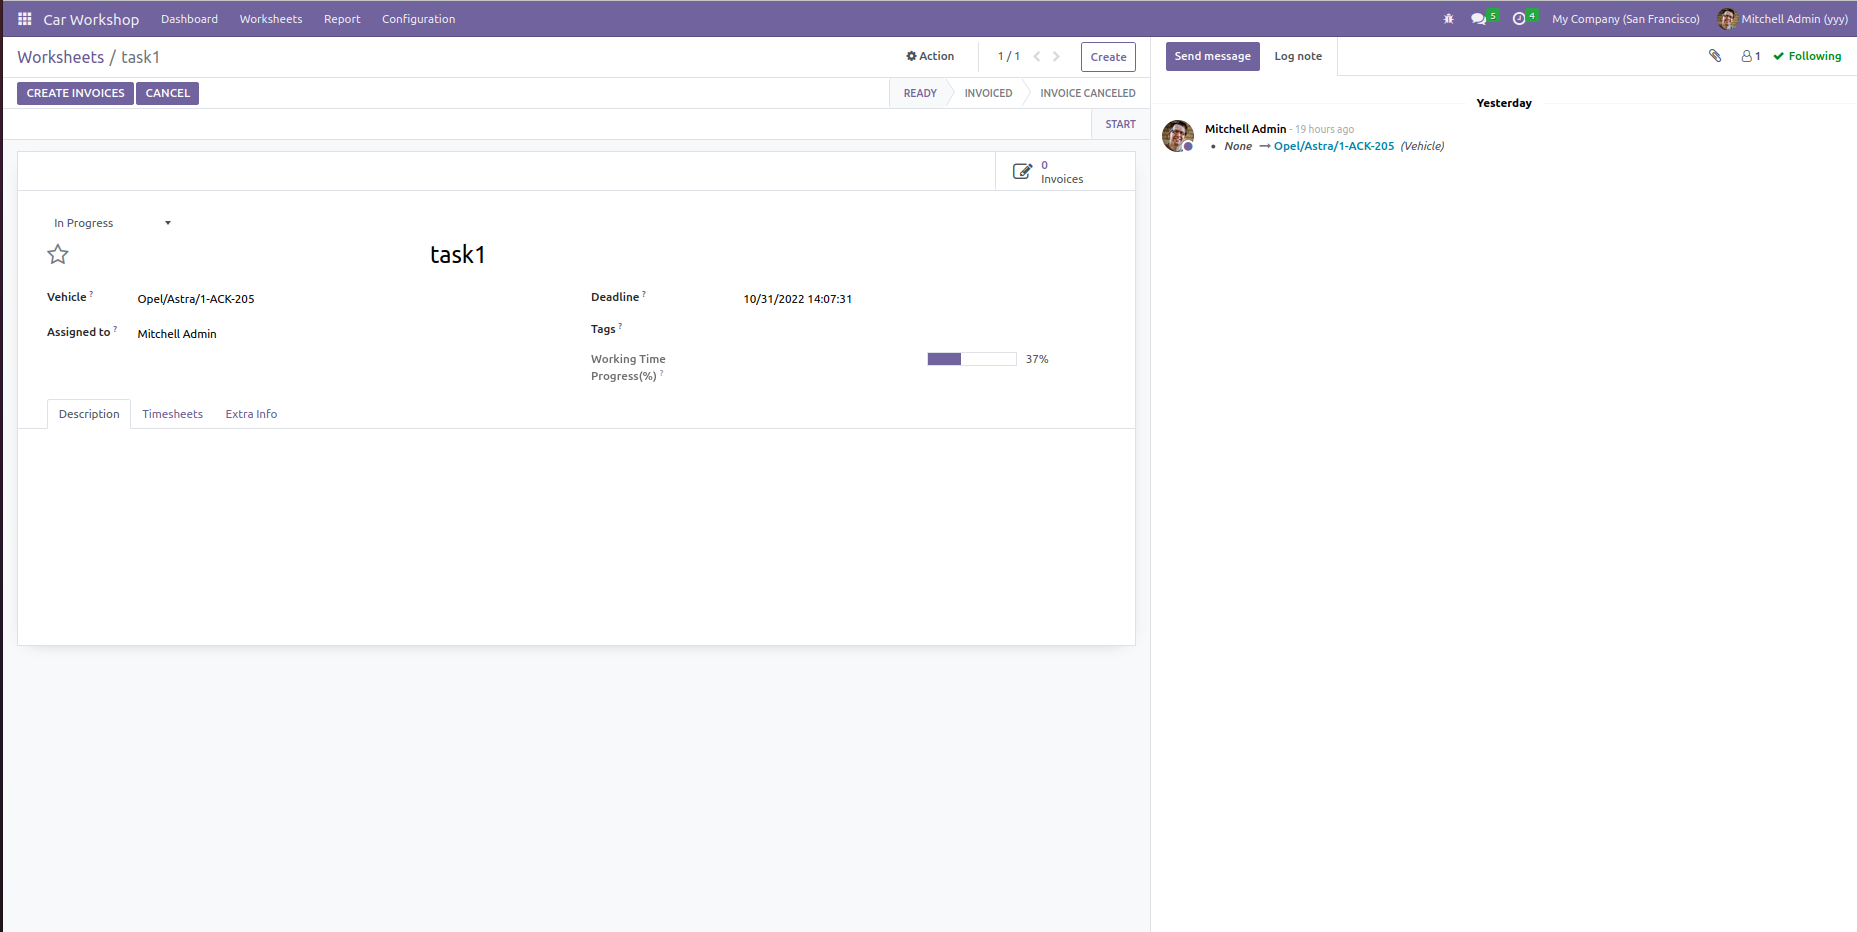 Car Workshop Dashboard Worksheets Report Configuration 5 4 My Company (San Francisco) Mitchell Admin (yyy)
Worksheets / task1 Action 1 / 1 Create
CREATE INVOICES CANCEL READY INVOICED INVOICE CANCELED
START
0
Invoices
In Progress
task1
Vehicle ? Opel/Astra/1-ACK-205 Deadline ? 10/31/2022 14:07:31
Assigned to ? Mitchell Admin Tags ?
Working Time
Progress(%) ? 37%
Description Timesheets Extra Info
Send message Log note 1 Following
Yesterday
Mitchell Admin - 19 hours ago
• None → Opel/Astra/1-ACK-205 (Vehicle)